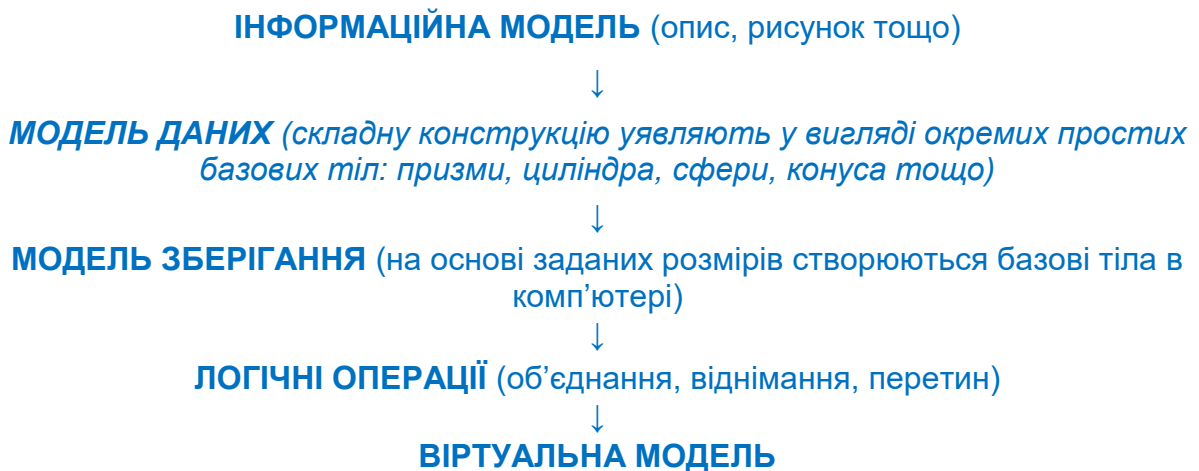 ІНФОРМАЦІЙНА МОДЕЛЬ (опис, рисунок тощо)
↓
МОДЕЛЬ ДАНИХ (складну конструкцію уявляють у вигляді окремих простих
базових тіл: призми, циліндра, сфери, конуса тощо)
↓
МОДЕЛЬ ЗБЕРІГАННЯ (на основі заданих розмірів створюються базові тіла в
комп’ютері)
↓
ЛОГІЧНІ ОПЕРАЦІЇ (об’єднання, віднімання, перетин)
↓
ВІРТУАЛЬНА МОДЕЛЬ